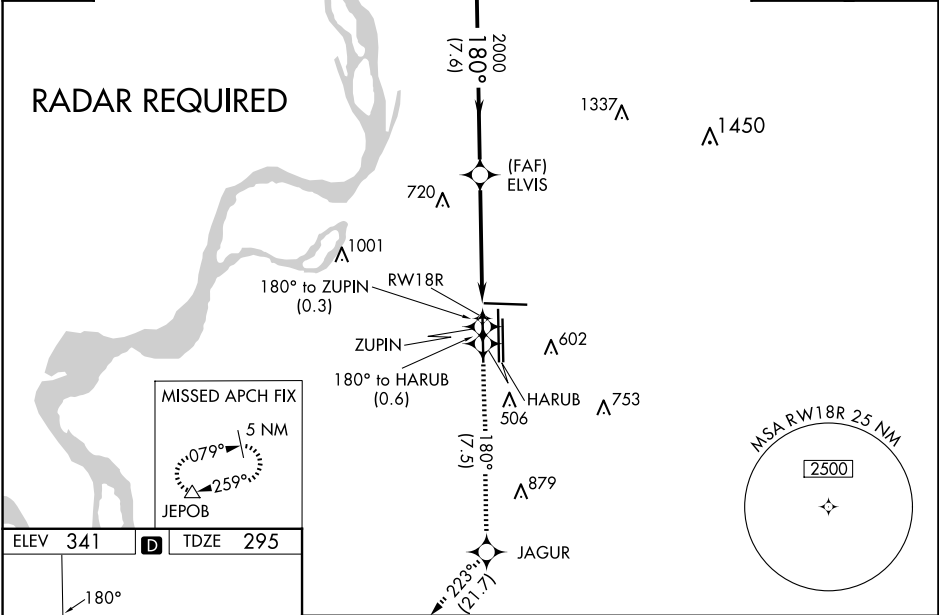 2000
180°
(7.6)
RADAR REQUIRED
1337
1450
(FAF)
ELVIS
720
1001
180° to ZUPIN
(0.3)
RW18R
ZUPIN
602
180° to HARUB
(0.6)
HARUB
506
753
MISSED APCH FIX
5 NM
079°
259°
JEPOB
180°
(7.5)
879
MSA RW18R 25 NM
2500
ELEV 341
D
TDZE 295
JAGUR
223°
(21.7)
180°